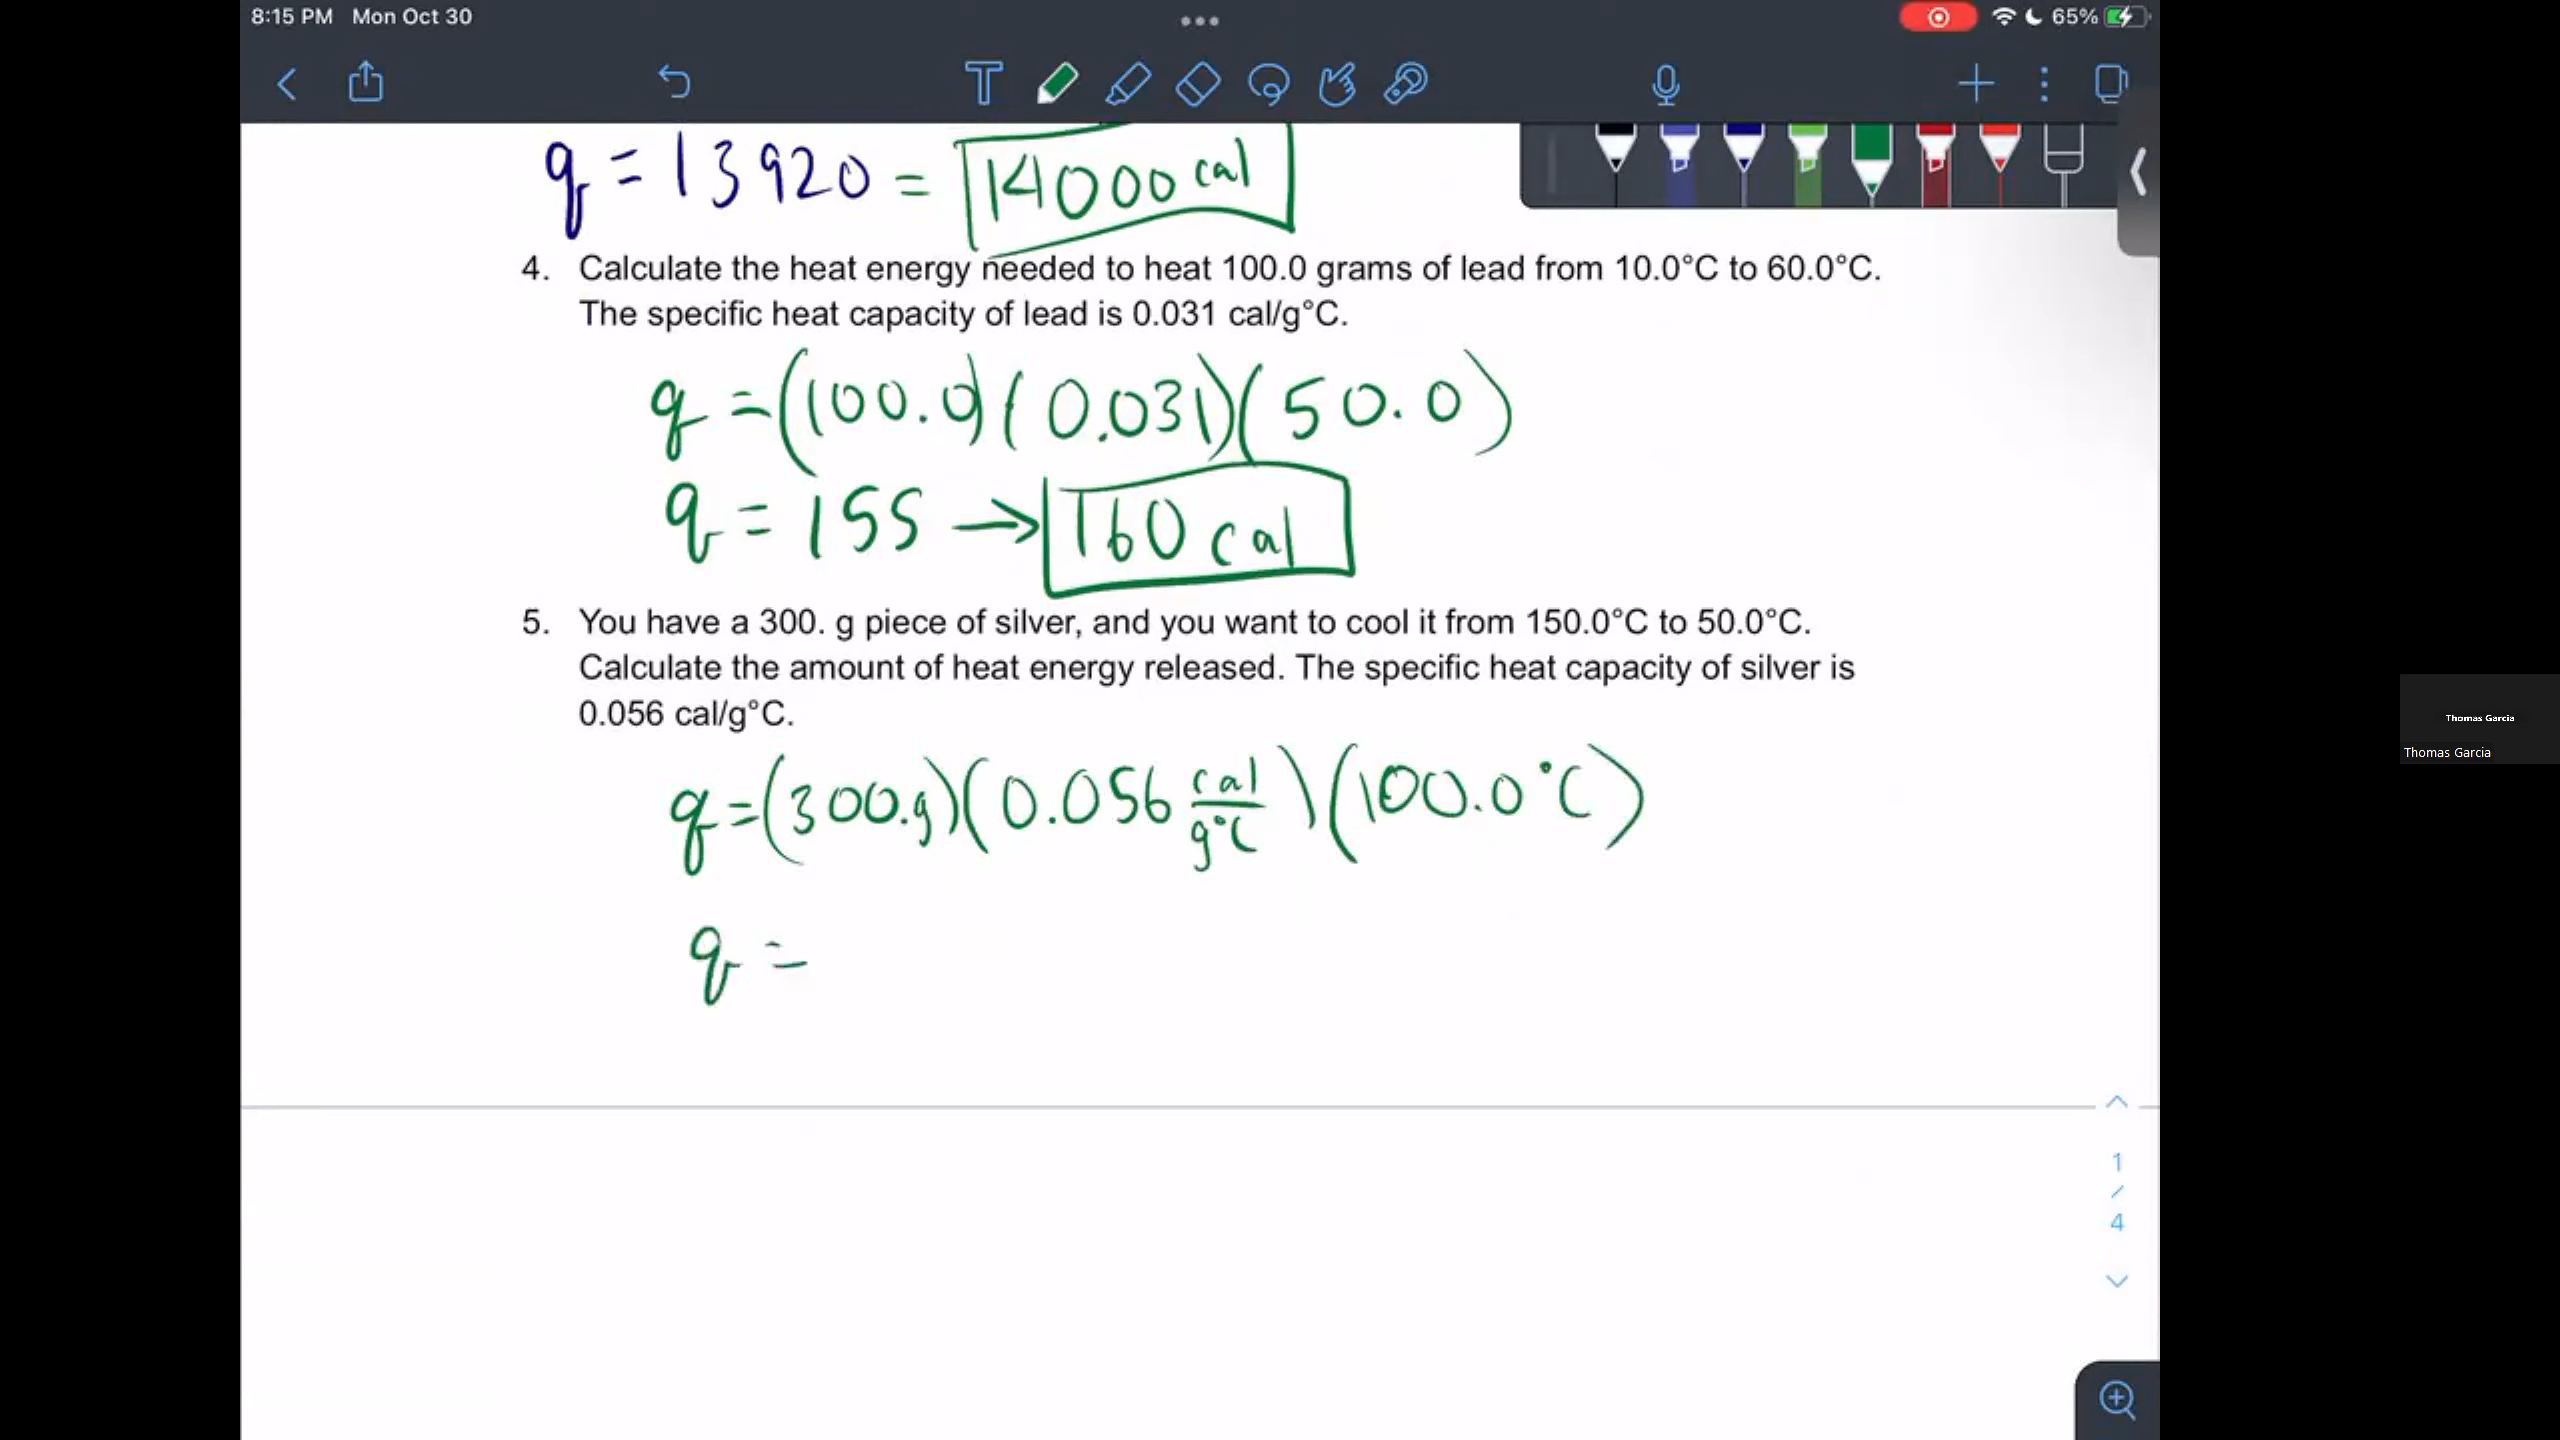 8:15 PM Mon Oct 30
65%
q = 13920 = 14000 cal
4. Calculate the heat energy needed to heat 100.0 grams of lead from 10.0°C to 60.0°C.
The specific heat capacity of lead is 0.031 cal/g°C.
q = (100.0)(0.031)(50.0)
q = 155 → 160 cal
5. You have a 300. g piece of silver, and you want to cool it from 150.0°C to 50.0°C.
Calculate the amount of heat energy released. The specific heat capacity of silver is
0.056 cal/g°C.
q = (300.g)(0.056 cal/g°C)(100.0°C)
q =
Thomas Garcia
Thomas Garcia
1
/
4